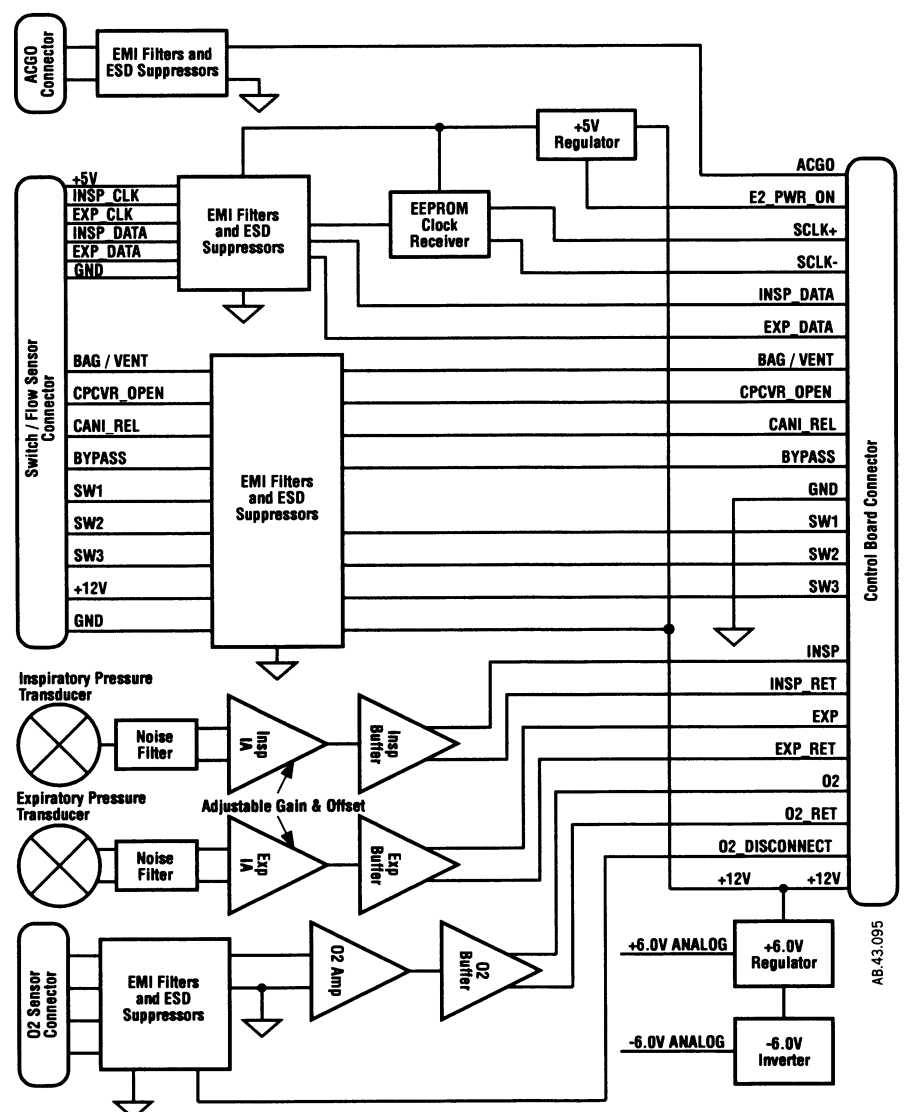 ACGO
Connector
EMI Filters and
ESD Suppressors
+5V
Regulator
ACGO
E2_PWR_ON
SCLK+
SCLK-
INSP_DATA
EXP_DATA
BAG / VENT
CPCVR_OPEN
CANI_REL
BYPASS
GND
SW1
SW2
SW3
INSP
INSP_RET
EXP
EXP_RET
O2
O2_RET
O2_DISCONNECT
+12V
+12V
Control Board Connector
Switch / Flow Sensor
Connector
+5V
INSP_CLK
EXP_CLK
INSP_DATA
EXP_DATA
GND
EMI Filters
and ESD
Suppressors
EEPROM
Clock
Receiver
BAG / VENT
CPCVR_OPEN
CANI_REL
BYPASS
SW1
SW2
SW3
+12V
GND
EMI Filters
and ESD
Suppressors
Inspiratory Pressure
Transducer
Noise
Filter
Insp
IA
Insp
Buffer
Adjustable Gain & Offset
Expiratory Pressure
Transducer
Noise
Filter
Exp
IA
Exp
Buffer
O2 Sensor
Connector
EMI Filters
and ESD
Suppressors
O2 Amp
O2
Buffer
+6.0V ANALOG
+6.0V
Regulator
-6.0V ANALOG
-6.0V
Inverter
AB.43.095